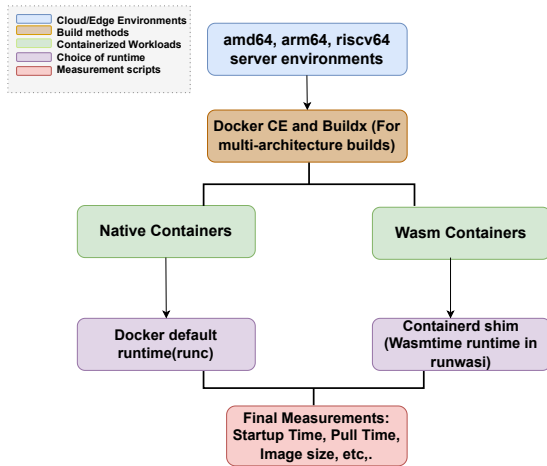 Cloud/Edge Environments
Build methods
Containerized Workloads
Choice of runtime
Measurement scripts
amd64, arm64, riscv64
server environments
Docker CE and Buildx (For
multi-architecture builds)
Native Containers
Wasm Containers
Docker default
runtime(runc)
Containerd shim
(Wasmtime runtime in
runwasi)
Final Measurements:
Startup Time, Pull Time,
Image size, etc,.